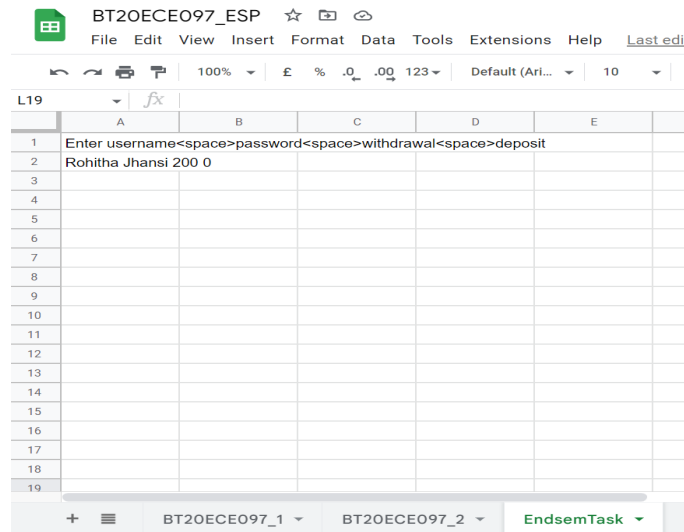 BT20ECE097_ESP
File Edit View Insert Format Data Tools Extensions Help Last edi
100% £ % .0 .00 123 Default (Ari... 10
L19 fx
A B C D E
1 Enter username<space>password<space>withdrawal<space>deposit
2 Rohitha Jhansi 200 0
3
4
5
6
7
8
9
10
11
12
13
14
15
16
17
18
19
+ BT20ECE097_1 BT20ECE097_2 EndsemTask